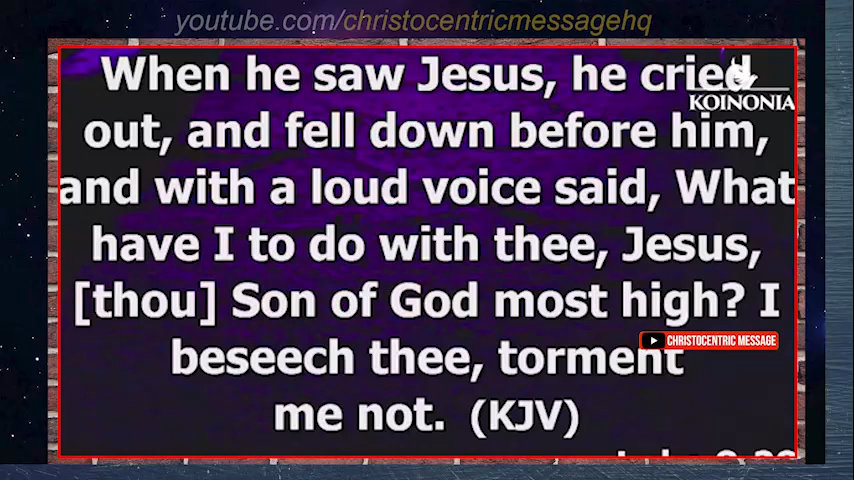 youtube.com/christocentricmessagehq
When he saw Jesus, he cried
KOINONIA
out, and fell down before him,
and with a loud voice said, What
have I to do with thee, Jesus,
[thou] Son of God most high? I
CHRISTOCENTRIC MESSAGE
beseech thee, torment
me not. (KJV)